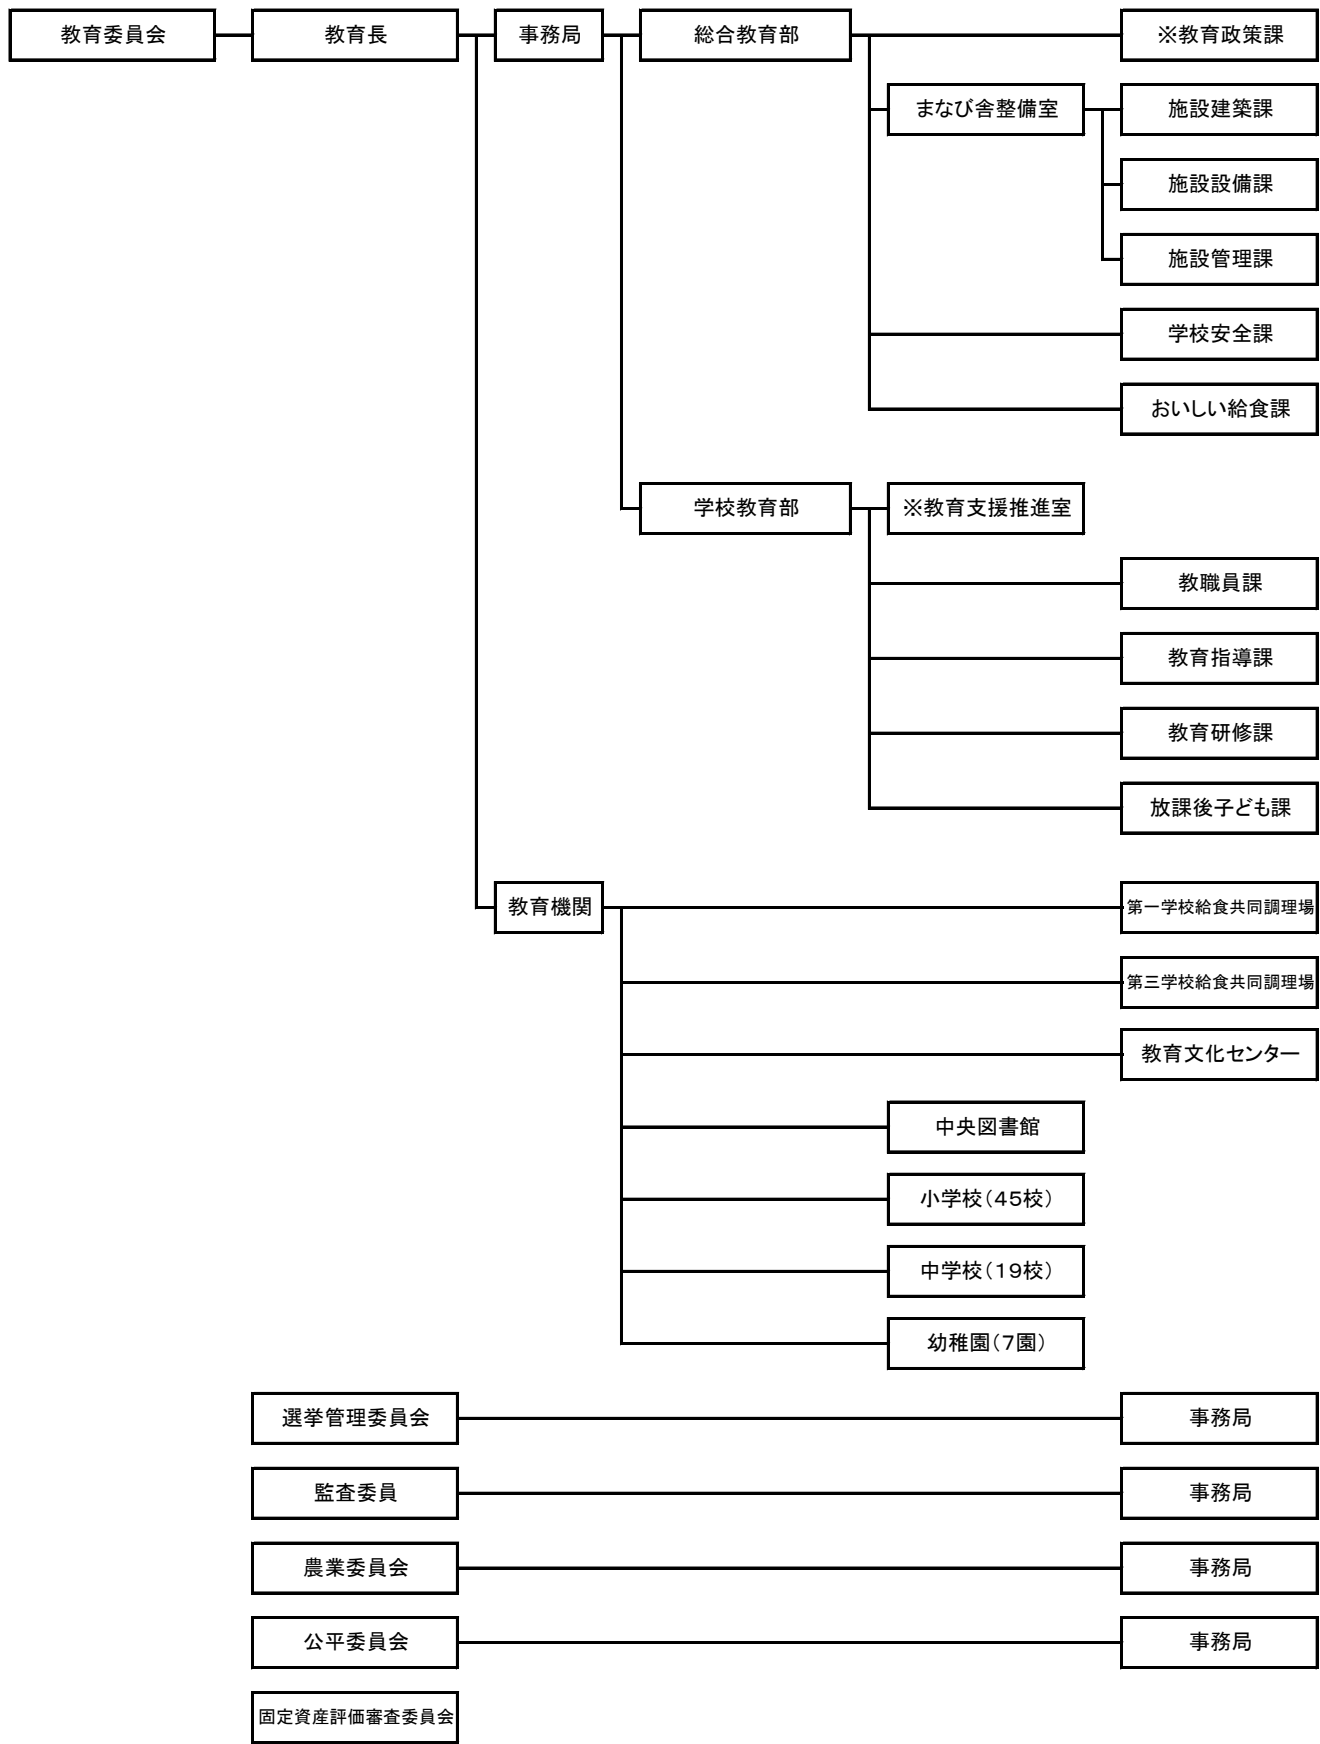 教育委員会
教育長
事務局
総合教育部
※教育政策課
まなび舎整備室
施設建築課
施設設備課
施設管理課
学校安全課
おいしい給食課
学校教育部
※教育支援推進室
教職員課
教育指導課
教育研修課
放課後子ども課
教育機関
第一学校給食共同調理場
第三学校給食共同調理場
教育文化センター
中央図書館
小学校（45校）
中学校（19校）
幼稚園（7園）
選挙管理委員会
事務局
監査委員
事務局
農業委員会
事務局
公平委員会
事務局
固定資産評価審査委員会